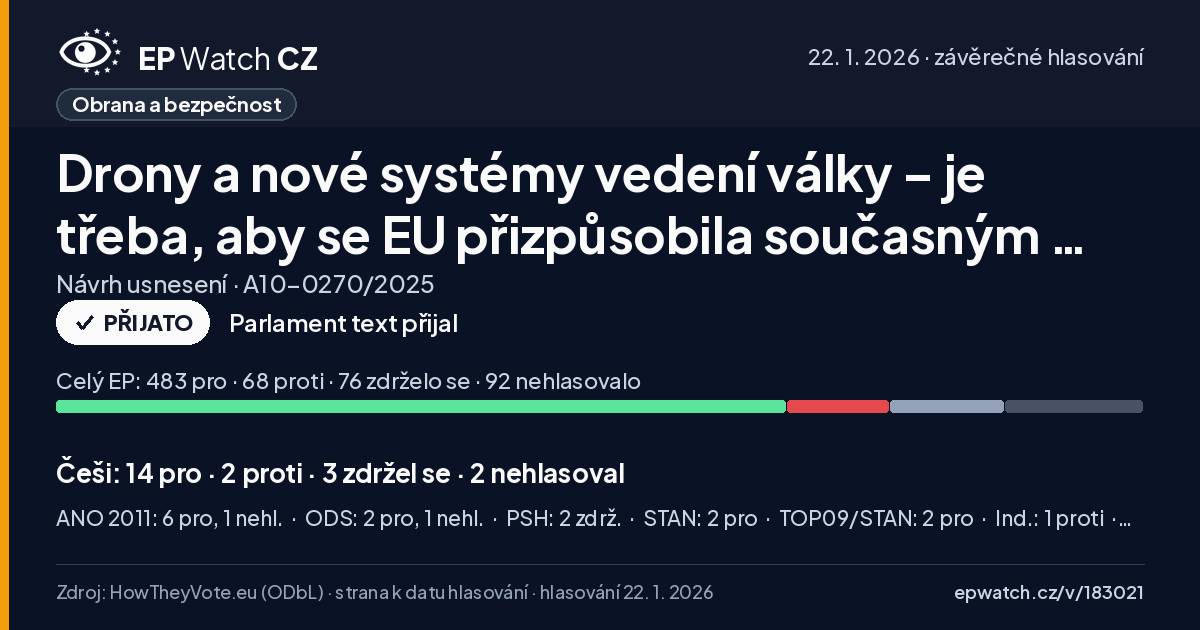 EP Watch CZ
22. 1. 2026 · závěrečné hlasování
Obrana a bezpečnost
Drony a nové systémy vedení války – je
třeba, aby se EU přizpůsobila současným ...
Návrh usnesení · A10–0270/2025
✓ PŘIJATO Parlament text přijal
Celý EP: 483 pro · 68 proti · 76 zdrželo se · 92 nehlasovalo
Češi: 14 pro · 2 proti · 3 zdržel se · 2 nehlasoval
ANO 2011: 6 pro, 1 nehl. · ODS: 2 pro, 1 nehl. · PSH: 2 zdrž. · STAN: 2 pro · TOP09/STAN: 2 pro · Ind.: 1 proti ·...
Zdroj: HowTheyVote.eu (ODbL) · strana k datu hlasování · hlasování 22. 1. 2026
epwatch.cz/v/183021